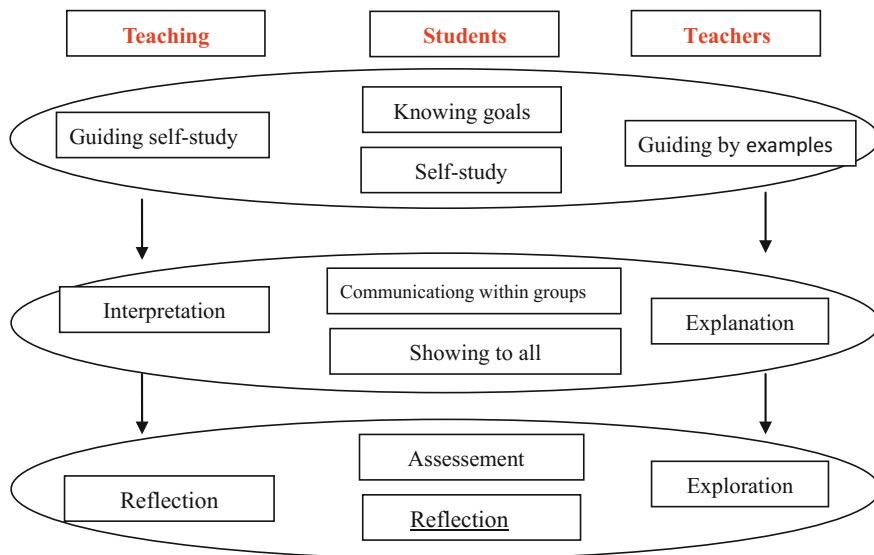 Teaching
Students
Teachers
Guiding self-study
Knowing goals
Self-study
Guiding by examples
Interpretation
Communicationg within groups
Showing to all
Explanation
Reflection
Assessement
Reflection
Exploration